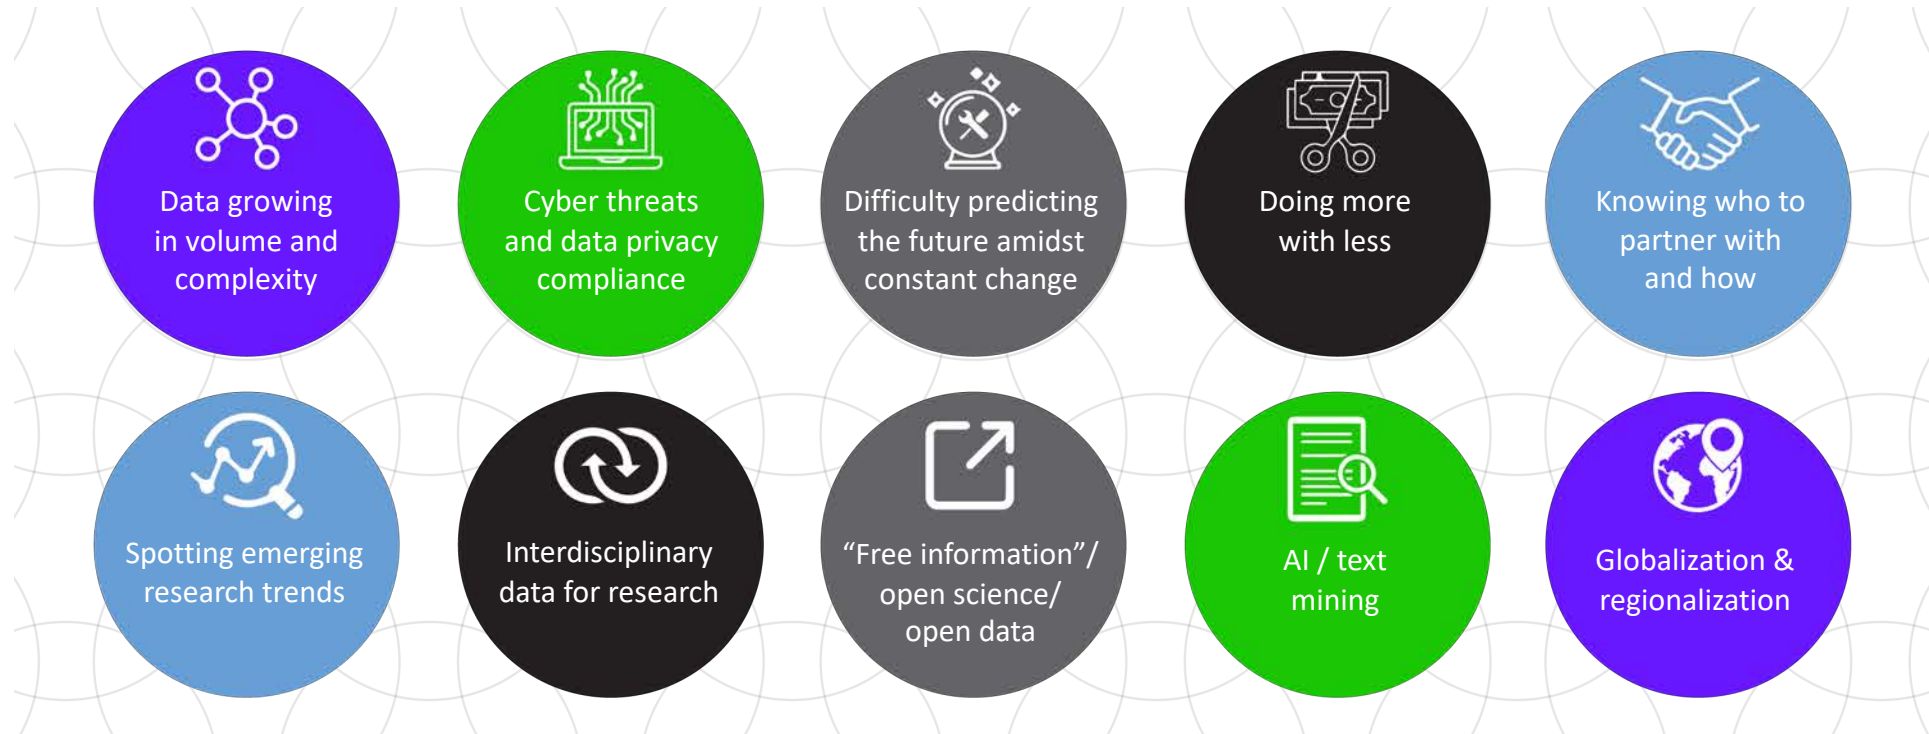 Data growing
in volume and
complexity
Cyber threats
and data privacy
compliance
Difficulty predicting
the future amidst
constant change
Doing more
with less
Knowing who to
partner with
and how
Spotting emerging
research trends
Interdisciplinary
data for research
“Free information”/
open science/
open data
AI / text
mining
Globalization &
regionalization